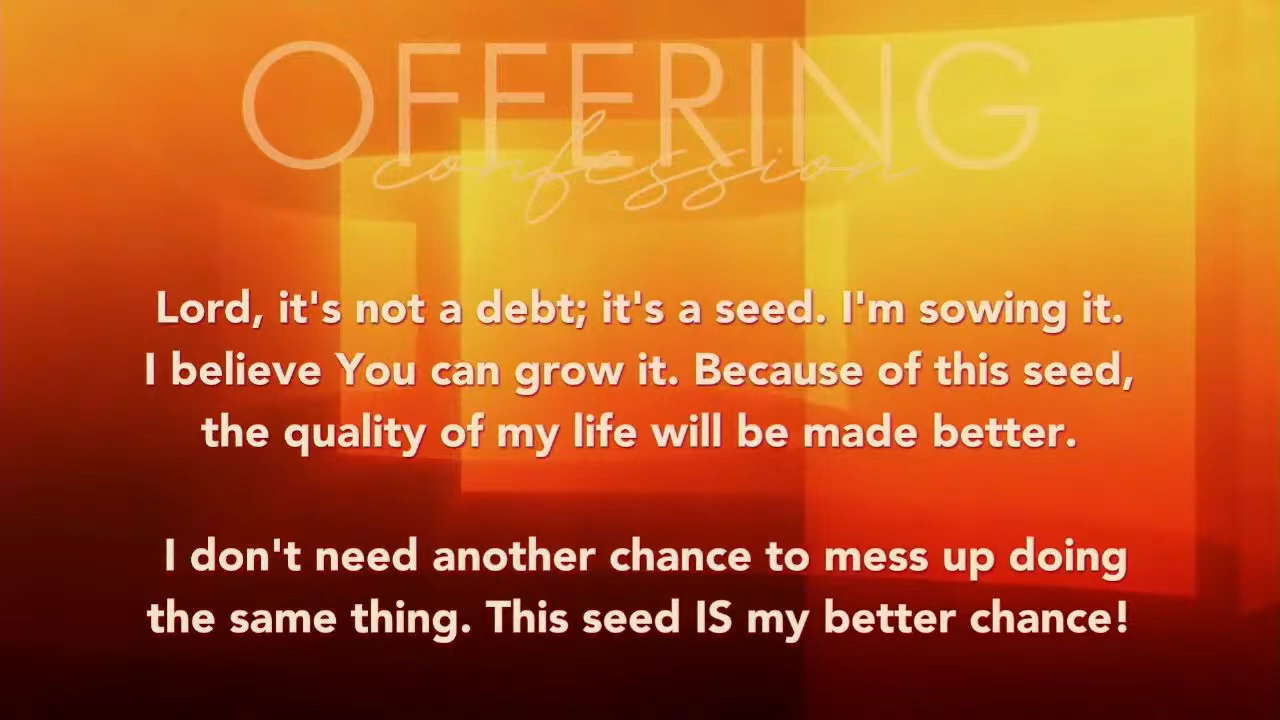 OFFERING
confession
Lord, it's not a debt; it's a seed. I'm sowing it.
I believe You can grow it. Because of this seed,
the quality of my life will be made better.
I don't need another chance to mess up doing
the same thing. This seed IS my better chance!